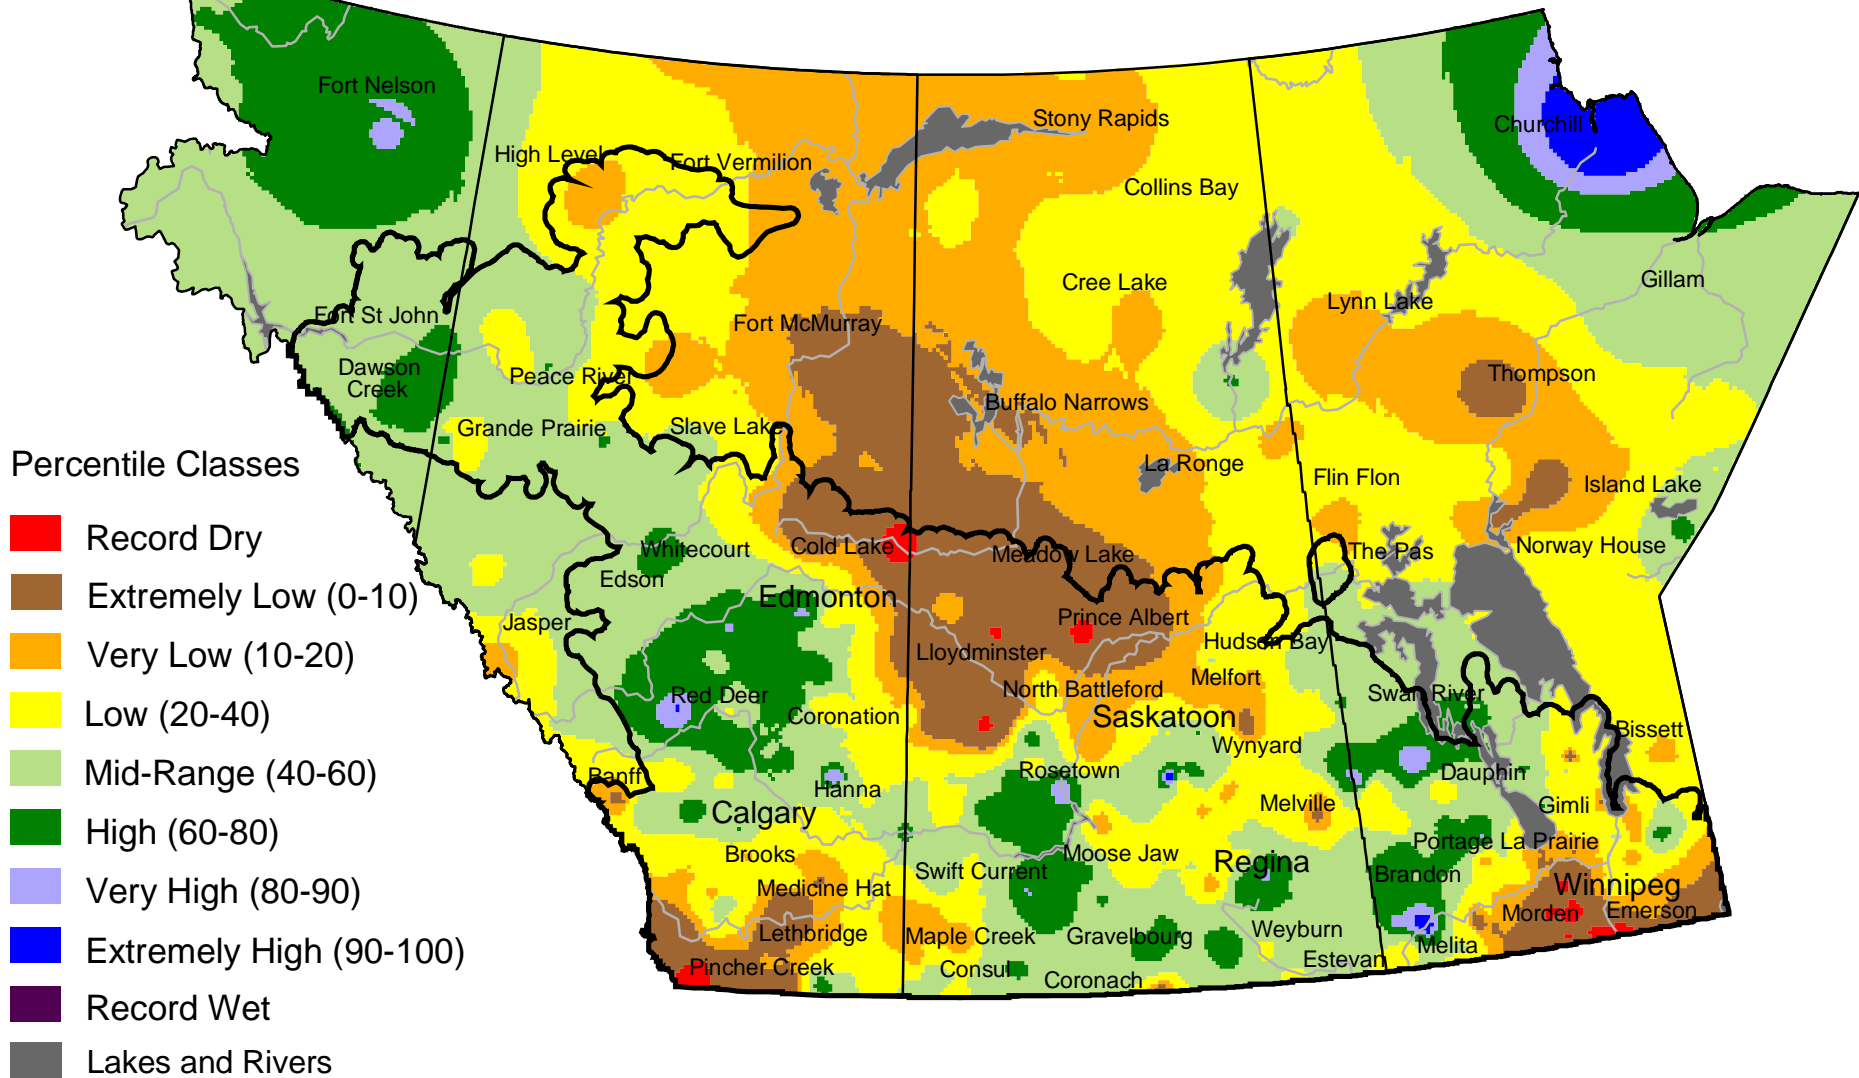 Fort Nelson
Churchill
Stony Rapids
High Level
Fort Vermilion
Collins Bay
Gillam
Cree Lake
Lynn Lake
Fort St John
Fort McMurray
Dawson
Creek
Peace River
Thompson
Buffalo Narrows
Grande Prairie
Slave Lake
La Ronge
Flin Flon
Island Lake
Percentile Classes
Record Dry
Extremely Low (0-10)
Very Low (10-20)
Low (20-40)
Mid-Range (40-60)
High (60-80)
Very High (80-90)
Extremely High (90-100)
Record Wet
Lakes and Rivers
Whitecourt
Cold Lake
Meadow Lake
The Pas
Norway House
Edson
Edmonton
Jasper
Prince Albert
Hudson Bay
Lloydminster
Melfort
Red Deer
North Battleford
Swan River
Coronation
Saskatoon
Wynyard
Bissett
Banff
Hanna
Rosetown
Dauphin
Calgary
Melville
Gimli
Brooks
Moose Jaw
Regina
Portage La Prairie
Medicine Hat
Swift Current
Brandon
Winnipeg
Morden
Emerson
Lethbridge
Maple Creek
Gravelbourg
Weyburn
Melita
Pincher Creek
Consul
Coronach
Estevan